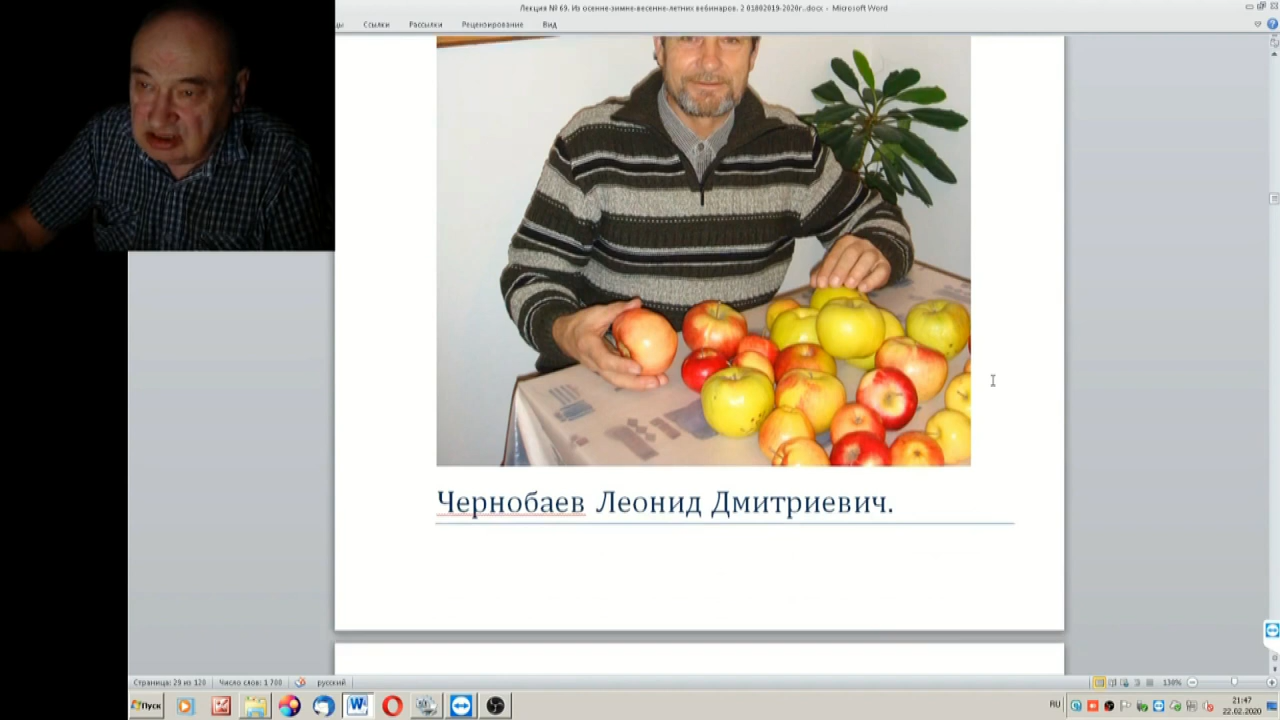 Лекция № 69. Из осенне-зимне-весенне-летних вебинаров. 2 01802019-2020г..docx - Microsoft Word
Ссылки Рассылки Рецензирование Вид
Чернобаев Леонид Дмитриевич.
Страница: 29 из 120 Число слов: 1 700 русский 130%
Пуск RU 21:47
22.02.2020